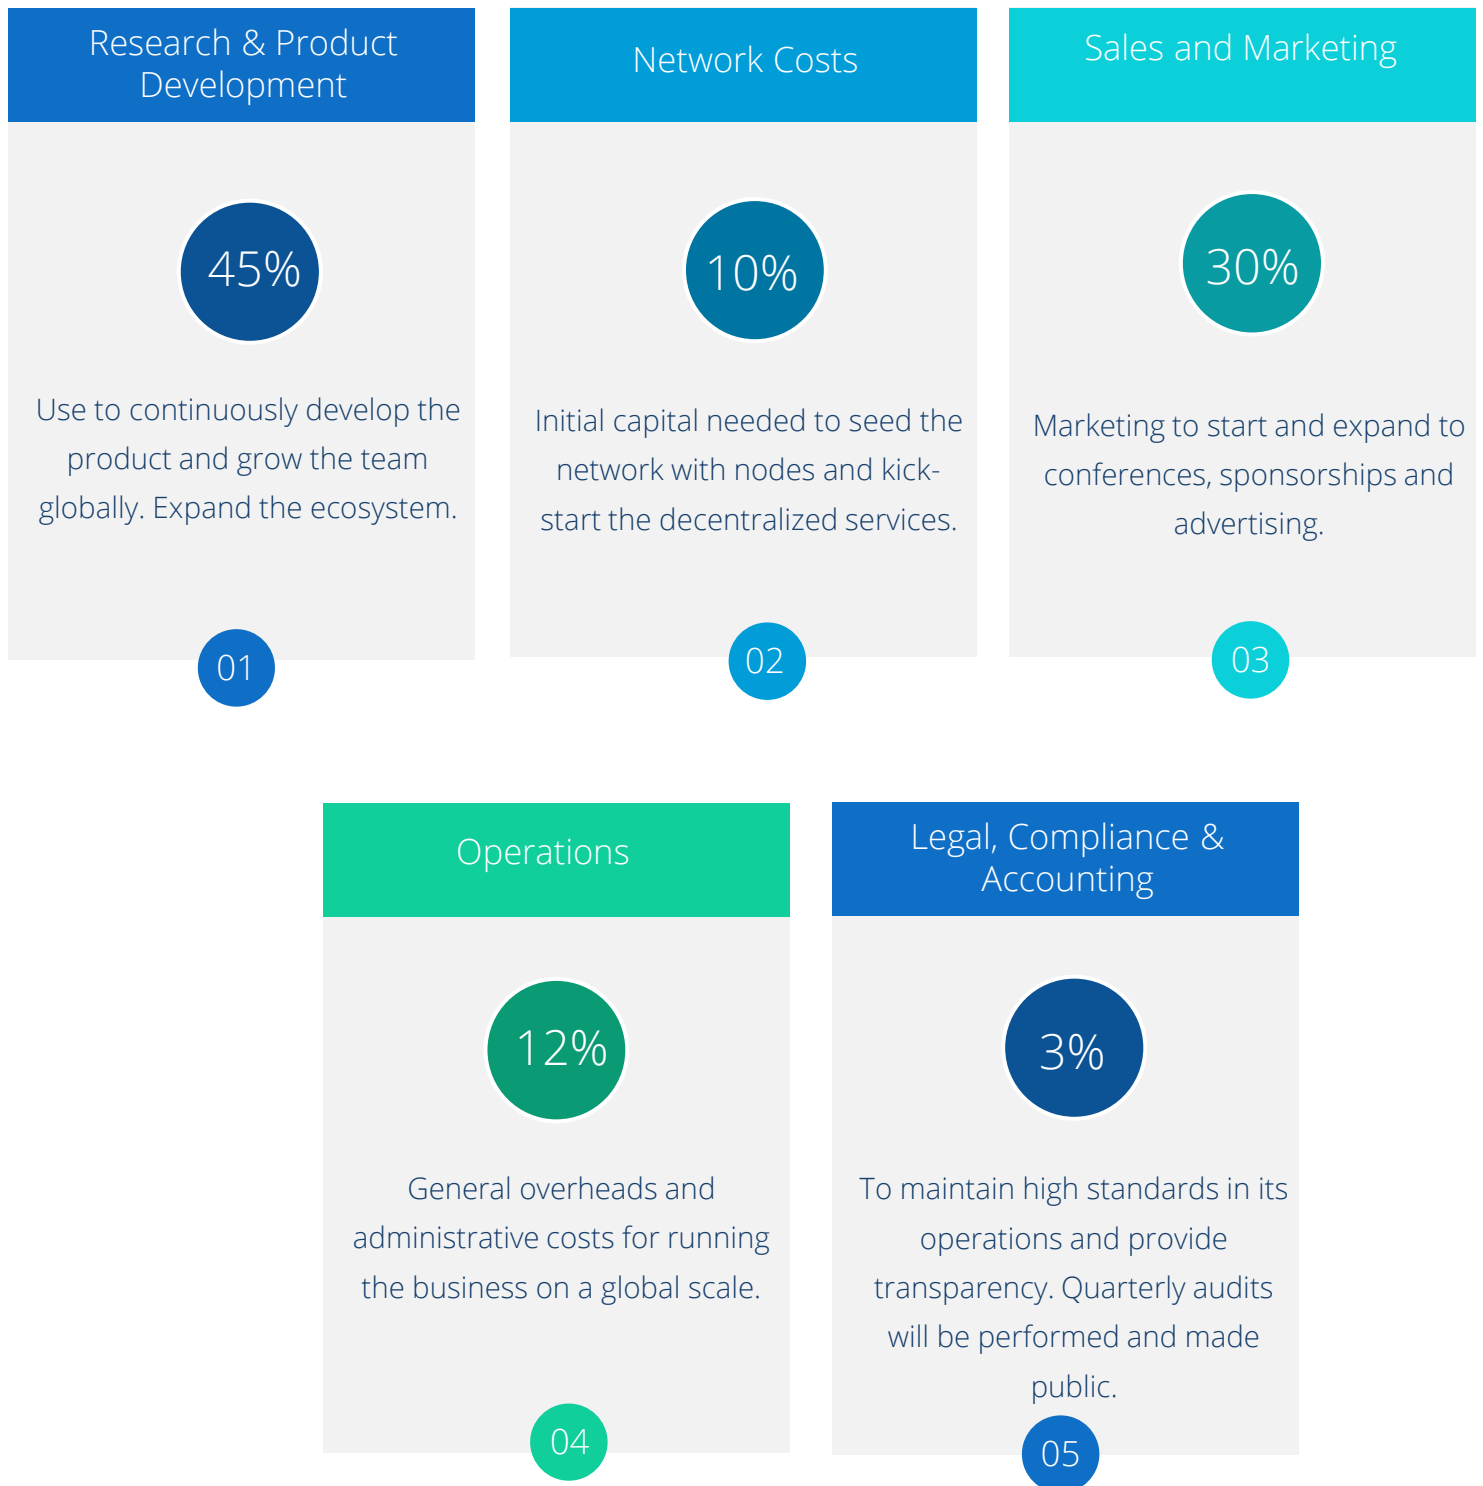 Research & Product
Development
45%
Use to continuously develop the
product and grow the team
globally. Expand the ecosystem.
01
Network Costs
10%
Initial capital needed to seed the
network with nodes and kick-
start the decentralized services.
02
Sales and Marketing
30%
Marketing to start and expand to
conferences, sponsorships and
advertising.
03
Operations
12%
General overheads and
administrative costs for running
the business on a global scale.
04
Legal, Compliance &
Accounting
3%
To maintain high standards in its
operations and provide
transparency. Quarterly audits
will be performed and made
public.
05